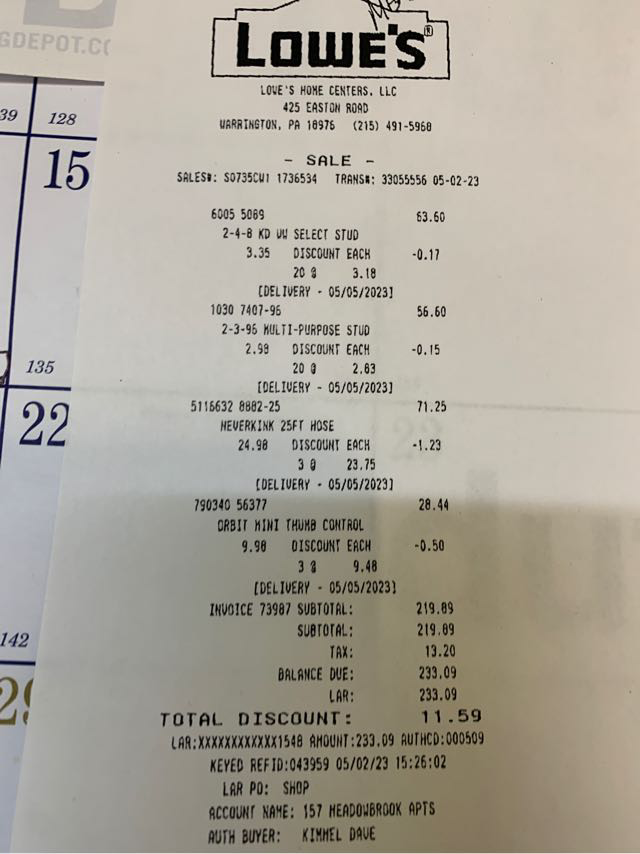 GDEPOT.CO
39 128
15
135
22
142
29
LOWE'S®
LOWE'S HOME CENTERS, LLC
425 EASTON ROAD
WARRINGTON, PA 18976 (215) 491-5968
- SALE -
SALES#: S0735CW1 1736534 TRANS#: 33055556 05-02-23
6005 5089 63.60
2-4-8 KD WW SELECT STUD
3.35 DISCOUNT EACH -0.17
20 @ 3.18
[DELIVERY - 05/05/2023]
1030 7407-96 56.60
2-3-96 MULTI-PURPOSE STUD
2.98 DISCOUNT EACH -0.15
20 @ 2.83
[DELIVERY - 05/05/2023]
5116632 8882-25 71.25
NEVERKINK 25FT HOSE
24.98 DISCOUNT EACH -1.23
3 @ 23.75
[DELIVERY - 05/05/2023]
790340 56377 28.44
ORBIT MINI THUMB CONTROL
9.98 DISCOUNT EACH -0.50
3 @ 9.48
[DELIVERY - 05/05/2023]
INVOICE 73987 SUBTOTAL: 219.89
SUBTOTAL: 219.89
TAX: 13.20
BALANCE DUE: 233.09
LAR: 233.09
TOTAL DISCOUNT: 11.59
LAR:XXXXXXXXXXXX1548 AMOUNT:233.09 AUTHCD:000509
KEYED REFID:043959 05/02/23 15:26:02
LAR PO: SHOP
ACCOUNT NAME: 157 MEADOWBROOK APTS
AUTH BUYER: KIMMEL DAVE